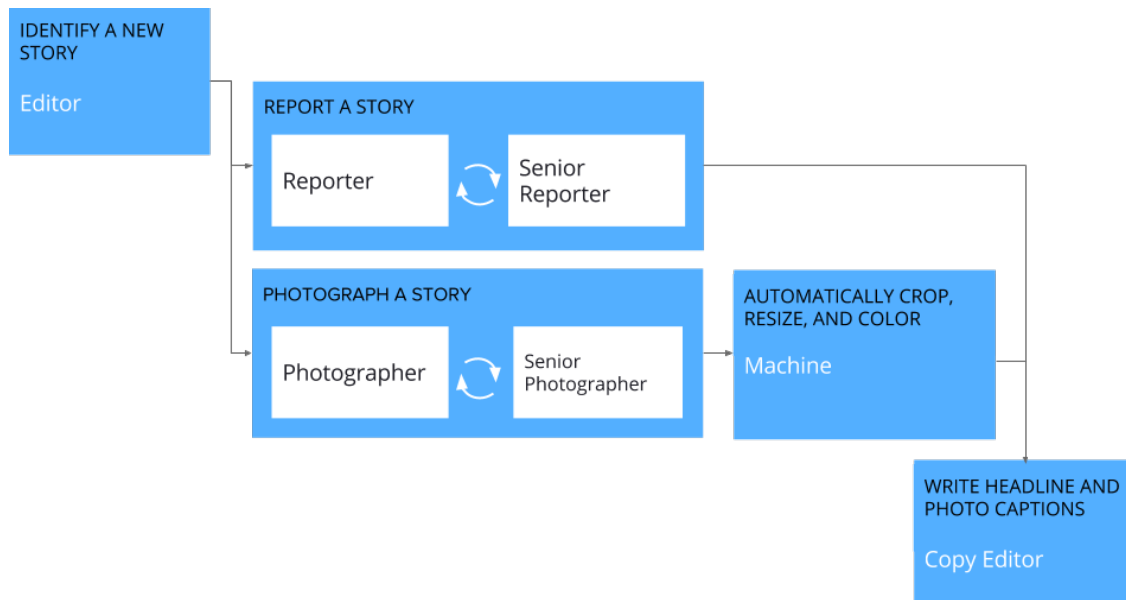 IDENTIFY A NEW
STORY
Editor
REPORT A STORY
Reporter
Senior
Reporter
PHOTOGRAPH A STORY
Photographer
Senior
Photographer
AUTOMATICALLY CROP,
RESIZE, AND COLOR
Machine
WRITE HEADLINE AND
PHOTO CAPTIONS
Copy Editor